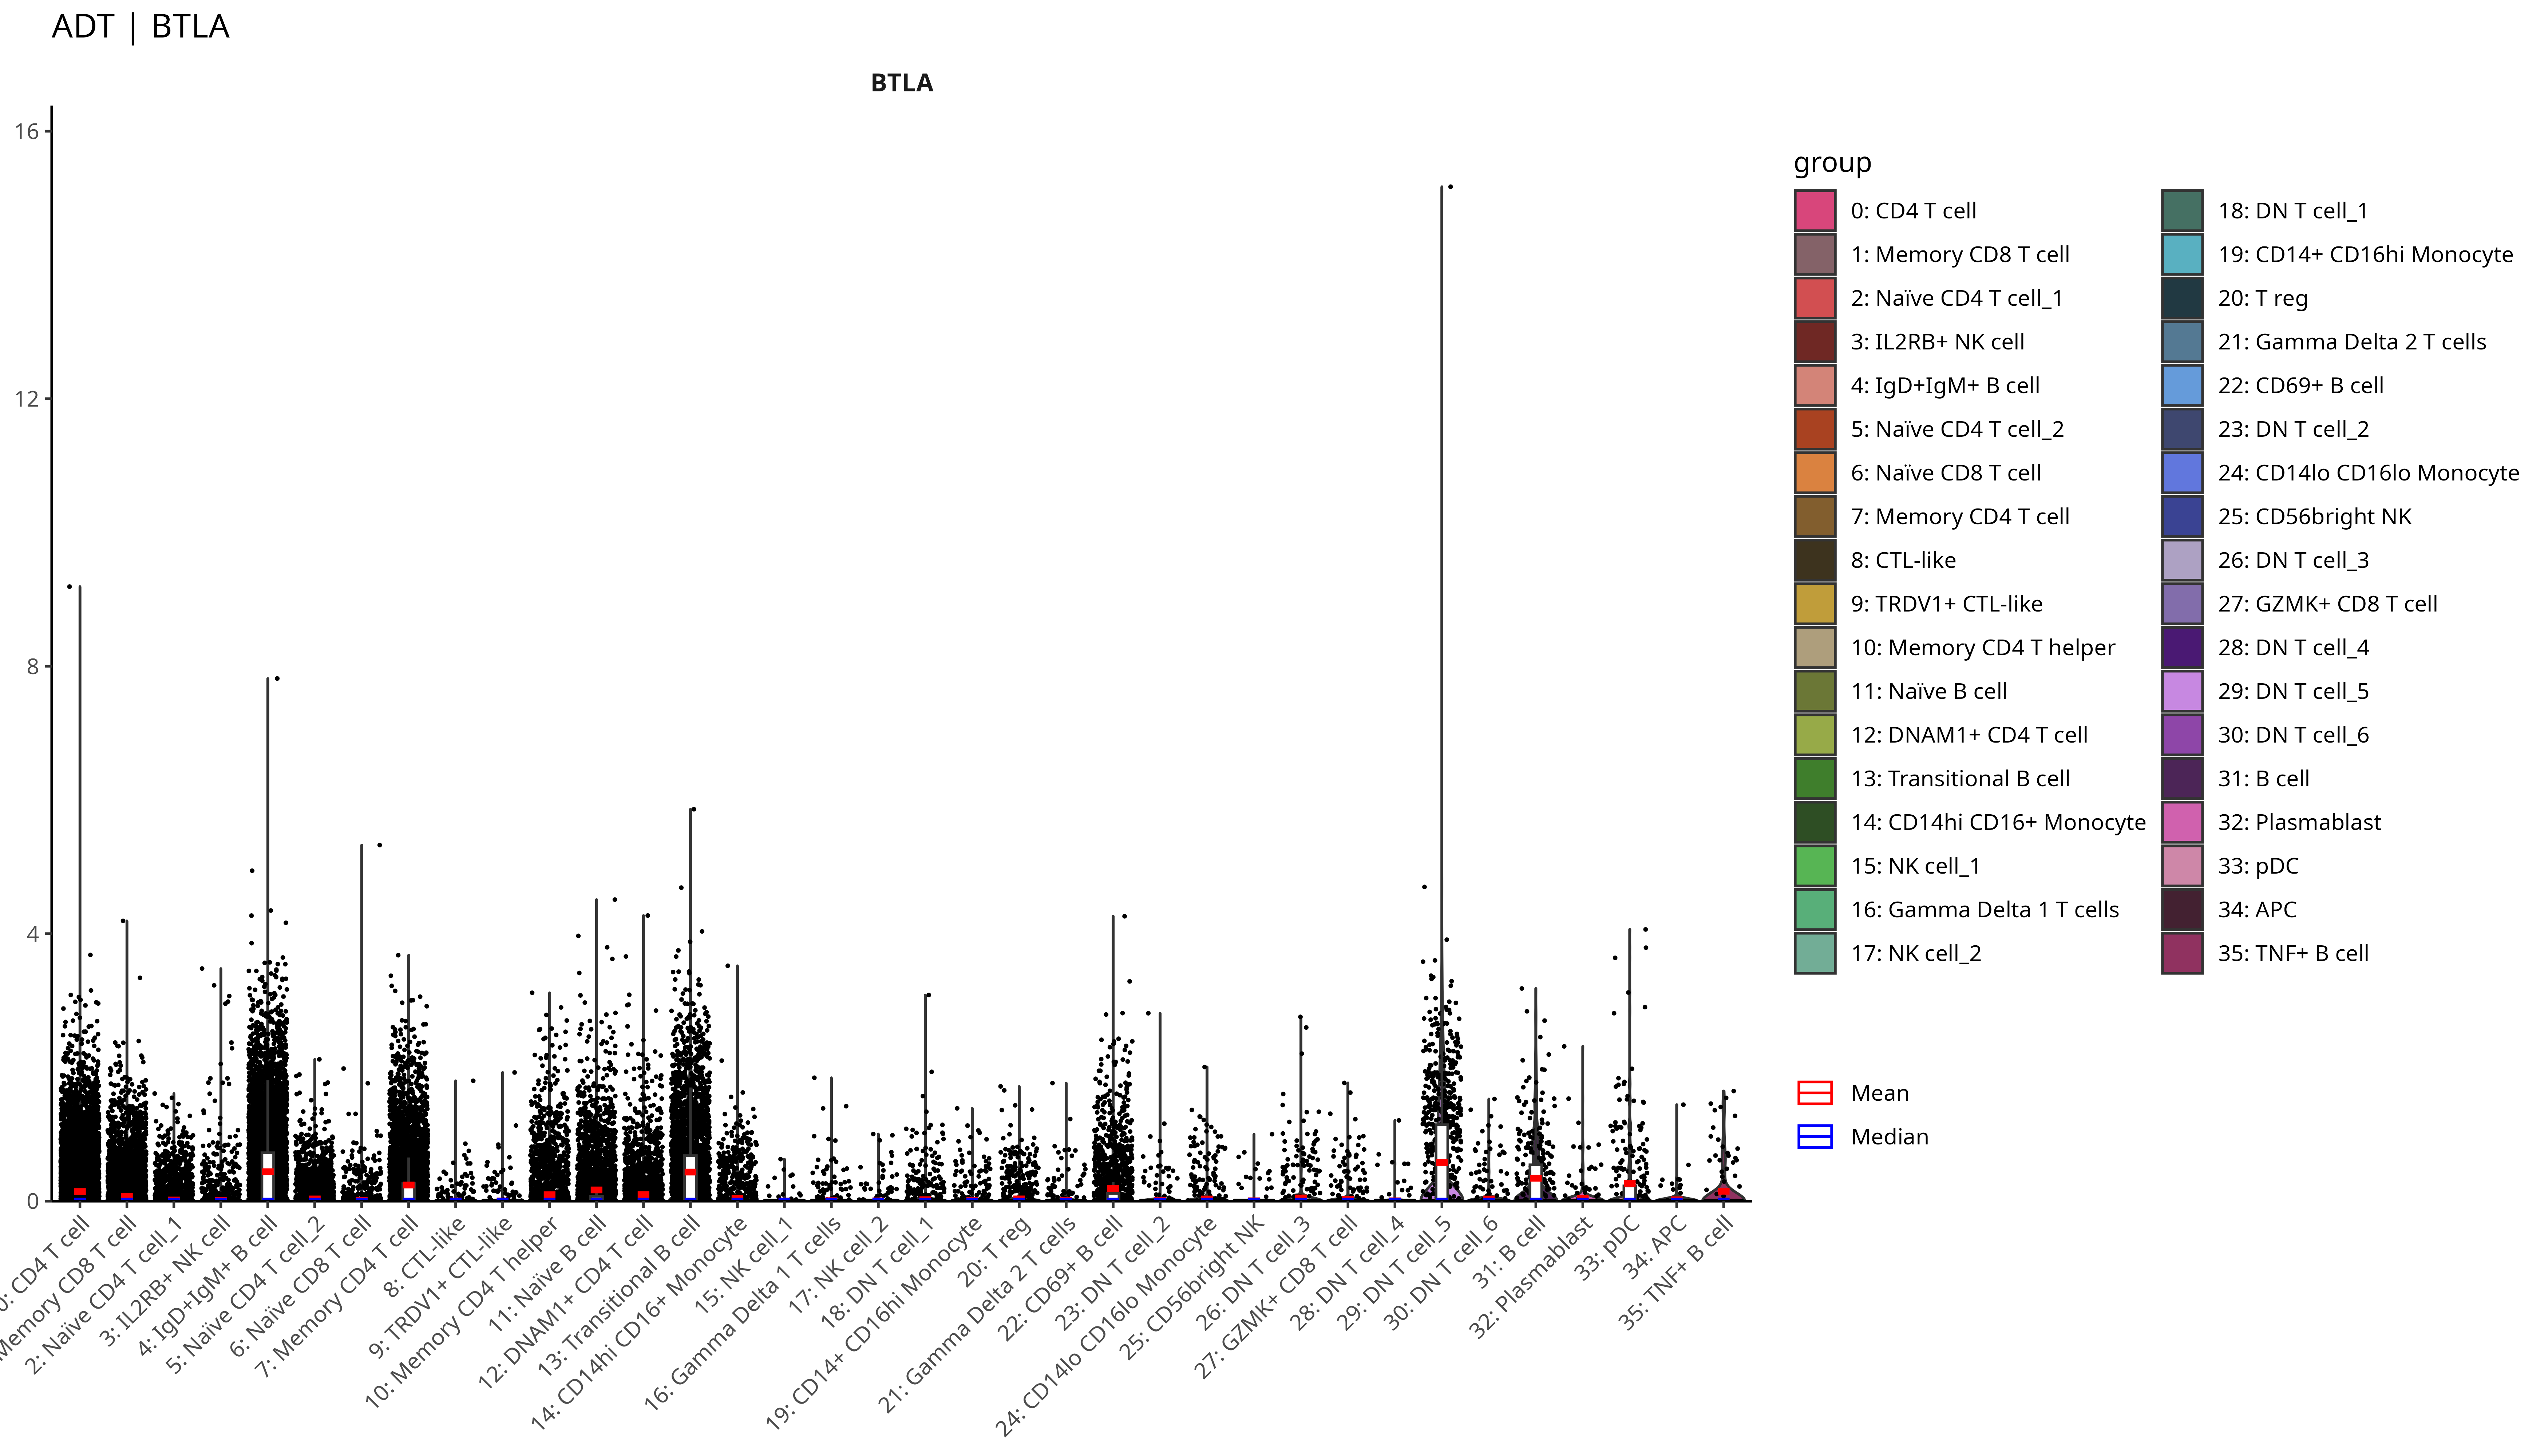 ADT | BTLA
BTLA
16
12
8
4
0
0: CD4 T cell
Memory CD8 T cell
2: Naïve CD4 T cell_1
3: IL2RB+ NK cell
4: IgD+IgM+ B cell
5: Naïve CD4 T cell_2
6: Naïve CD8 T cell
7: Memory CD4 T cell
8: CTL-like
9: TRDV1+ CTL-like
10: Memory CD4 T helper
11: Naïve B cell
12: DNAM1+ CD4 T cell
13: Transitional B cell
14: CD14hi CD16+ Monocyte
15: NK cell_1
16: Gamma Delta 1 T cells
17: NK cell_2
18: DN T cell_1
19: CD14+ CD16hi Monocyte
20: T reg
21: Gamma Delta 2 T cells
22: CD69+ B cell
23: DN T cell_2
24: CD14lo CD16lo Monocyte
25: CD56bright NK
26: DN T cell_3
27: GZMK+ CD8 T cell
28: DN T cell_4
29: DN T cell_5
30: DN T cell_6
31: B cell
32: Plasmablast
33: pDC
34: APC
35: TNF+ B cell
group
0: CD4 T cell
1: Memory CD8 T cell
2: Naïve CD4 T cell_1
3: IL2RB+ NK cell
4: IgD+IgM+ B cell
5: Naïve CD4 T cell_2
6: Naïve CD8 T cell
7: Memory CD4 T cell
8: CTL-like
9: TRDV1+ CTL-like
10: Memory CD4 T helper
11: Naïve B cell
12: DNAM1+ CD4 T cell
13: Transitional B cell
14: CD14hi CD16+ Monocyte
15: NK cell_1
16: Gamma Delta 1 T cells
17: NK cell_2
18: DN T cell_1
19: CD14+ CD16hi Monocyte
20: T reg
21: Gamma Delta 2 T cells
22: CD69+ B cell
23: DN T cell_2
24: CD14lo CD16lo Monocyte
25: CD56bright NK
26: DN T cell_3
27: GZMK+ CD8 T cell
28: DN T cell_4
29: DN T cell_5
30: DN T cell_6
31: B cell
32: Plasmablast
33: pDC
34: APC
35: TNF+ B cell
Mean
Median